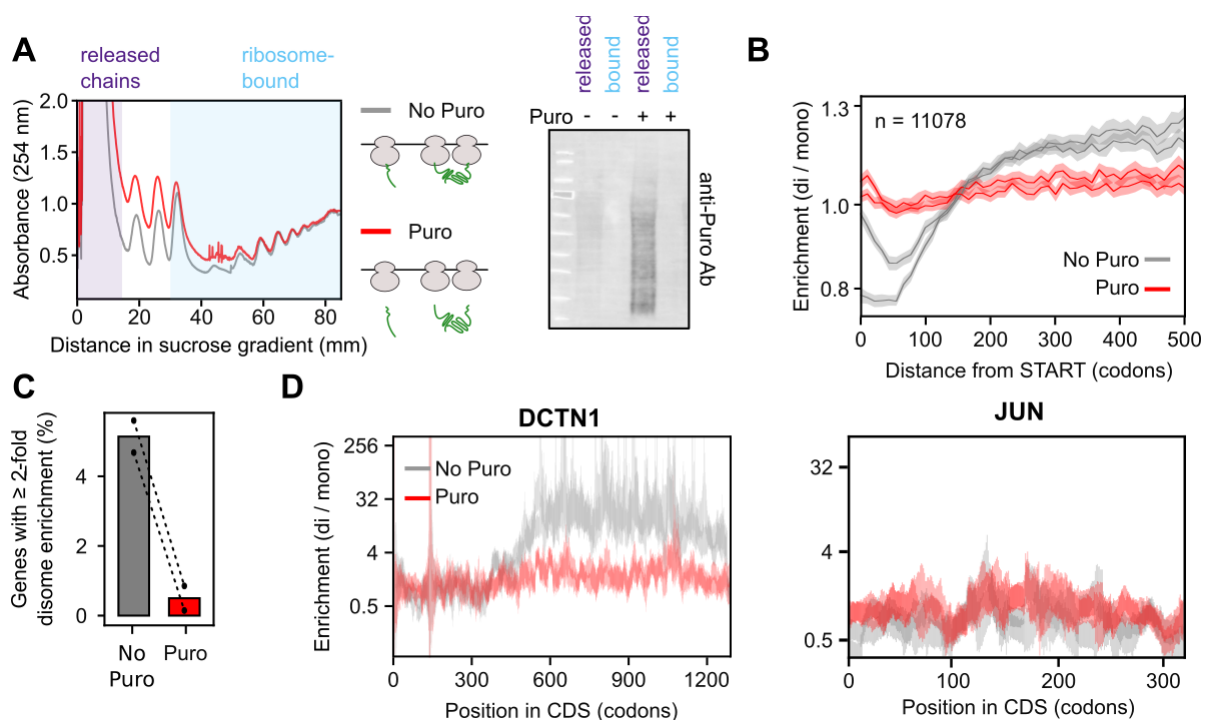 A
released
chains
ribosome-
bound
2.0
1.5
1.0
0.5
Absorbance (254 nm)
0 20 40 60 80
Distance in sucrose gradient (mm)
No Puro
Puro
released
bound
released
bound
Puro - - + +
anti-Puro Ab
B
n = 11078
1.3
1.0
0.8
Enrichment (di / mono)
No Puro
Puro
0 100 200 300 400 500
Distance from START (codons)
C
Genes with ≥ 2-fold
disome enrichment (%)
4
2
0
No
Puro
Puro
D
DCTN1
256
32
4
0.5
Enrichment (di / mono)
No Puro
Puro
0 300 600 900 1200
Position in CDS (codons)
JUN
32
4
0.5
0 100 200 300
Position in CDS (codons)